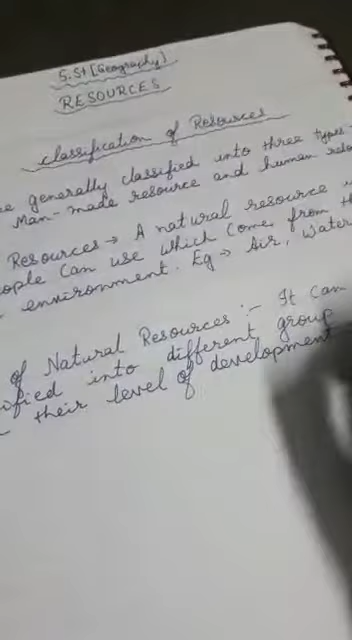 S.St [Geography]
RESOURCES
Classification of Resources
generally classified into three types
Man-made resource and human
Resources → A natural resource
can use which come from
environment. Eg → Air, Water
of Natural Resources :- It can
into different group
their level of development